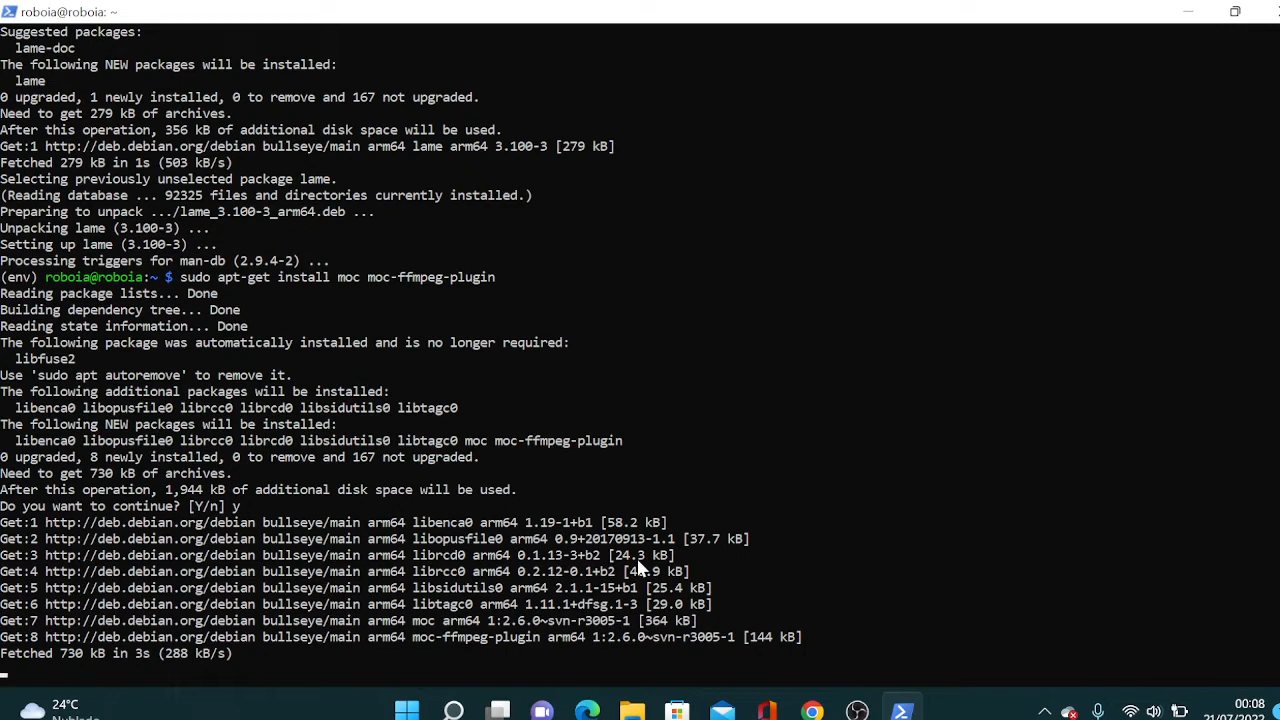 roboia@roboia: ~
Suggested packages:
lame-doc
The following NEW packages will be installed:
lame
0 upgraded, 1 newly installed, 0 to remove and 167 not upgraded.
Need to get 279 kB of archives.
After this operation, 356 kB of additional disk space will be used.
Get:1 http://deb.debian.org/debian bullseye/main arm64 lame arm64 3.100-3 [279 kB]
Fetched 279 kB in 1s (503 kB/s)
Selecting previously unselected package lame.
(Reading database ... 92325 files and directories currently installed.)
Preparing to unpack .../lame_3.100-3_arm64.deb ...
Unpacking lame (3.100-3) ...
Setting up lame (3.100-3) ...
Processing triggers for man-db (2.9.4-2) ...
(env) roboia@roboia:~ $ sudo apt-get install moc moc-ffmpeg-plugin
Reading package lists... Done
Building dependency tree... Done
Reading state information... Done
The following package was automatically installed and is no longer required:
libfuse2
Use 'sudo apt autoremove' to remove it.
The following additional packages will be installed:
libenca0 libopusfile0 librcc0 librcd0 libsidutils0 libtagc0
The following NEW packages will be installed:
libenca0 libopusfile0 librcc0 librcd0 libsidutils0 libtagc0 moc moc-ffmpeg-plugin
0 upgraded, 8 newly installed, 0 to remove and 167 not upgraded.
Need to get 730 kB of archives.
After this operation, 1,944 kB of additional disk space will be used.
Do you want to continue? [Y/n] y
Get:1 http://deb.debian.org/debian bullseye/main arm64 libenca0 arm64 1.19-1+b1 [58.2 kB]
Get:2 http://deb.debian.org/debian bullseye/main arm64 libopusfile0 arm64 0.9+20170913-1.1 [37.7 kB]
Get:3 http://deb.debian.org/debian bullseye/main arm64 librcd0 arm64 0.1.13-3+b2 [24.3 kB]
Get:4 http://deb.debian.org/debian bullseye/main arm64 librcc0 arm64 0.2.12-0.1+b2 kB]
Get:5 http://deb.debian.org/debian bullseye/main arm64 libsidutils0 arm64 2.1.1-15+b1 [25.4 kB]
Get:6 http://deb.debian.org/debian bullseye/main arm64 libtagc0 arm64 1.11.1+dfsg.1-3 [29.0 kB]
Get:7 http://deb.debian.org/debian bullseye/main arm64 moc arm64 1:2.6.0~svn-r3005-1 [364 kB]
Get:8 http://deb.debian.org/debian bullseye/main arm64 moc-ffmpeg-plugin arm64 1:2.6.0~svn-r3005-1 [144 kB]
Fetched 730 kB in 3s (288 kB/s)
24°C
00:08